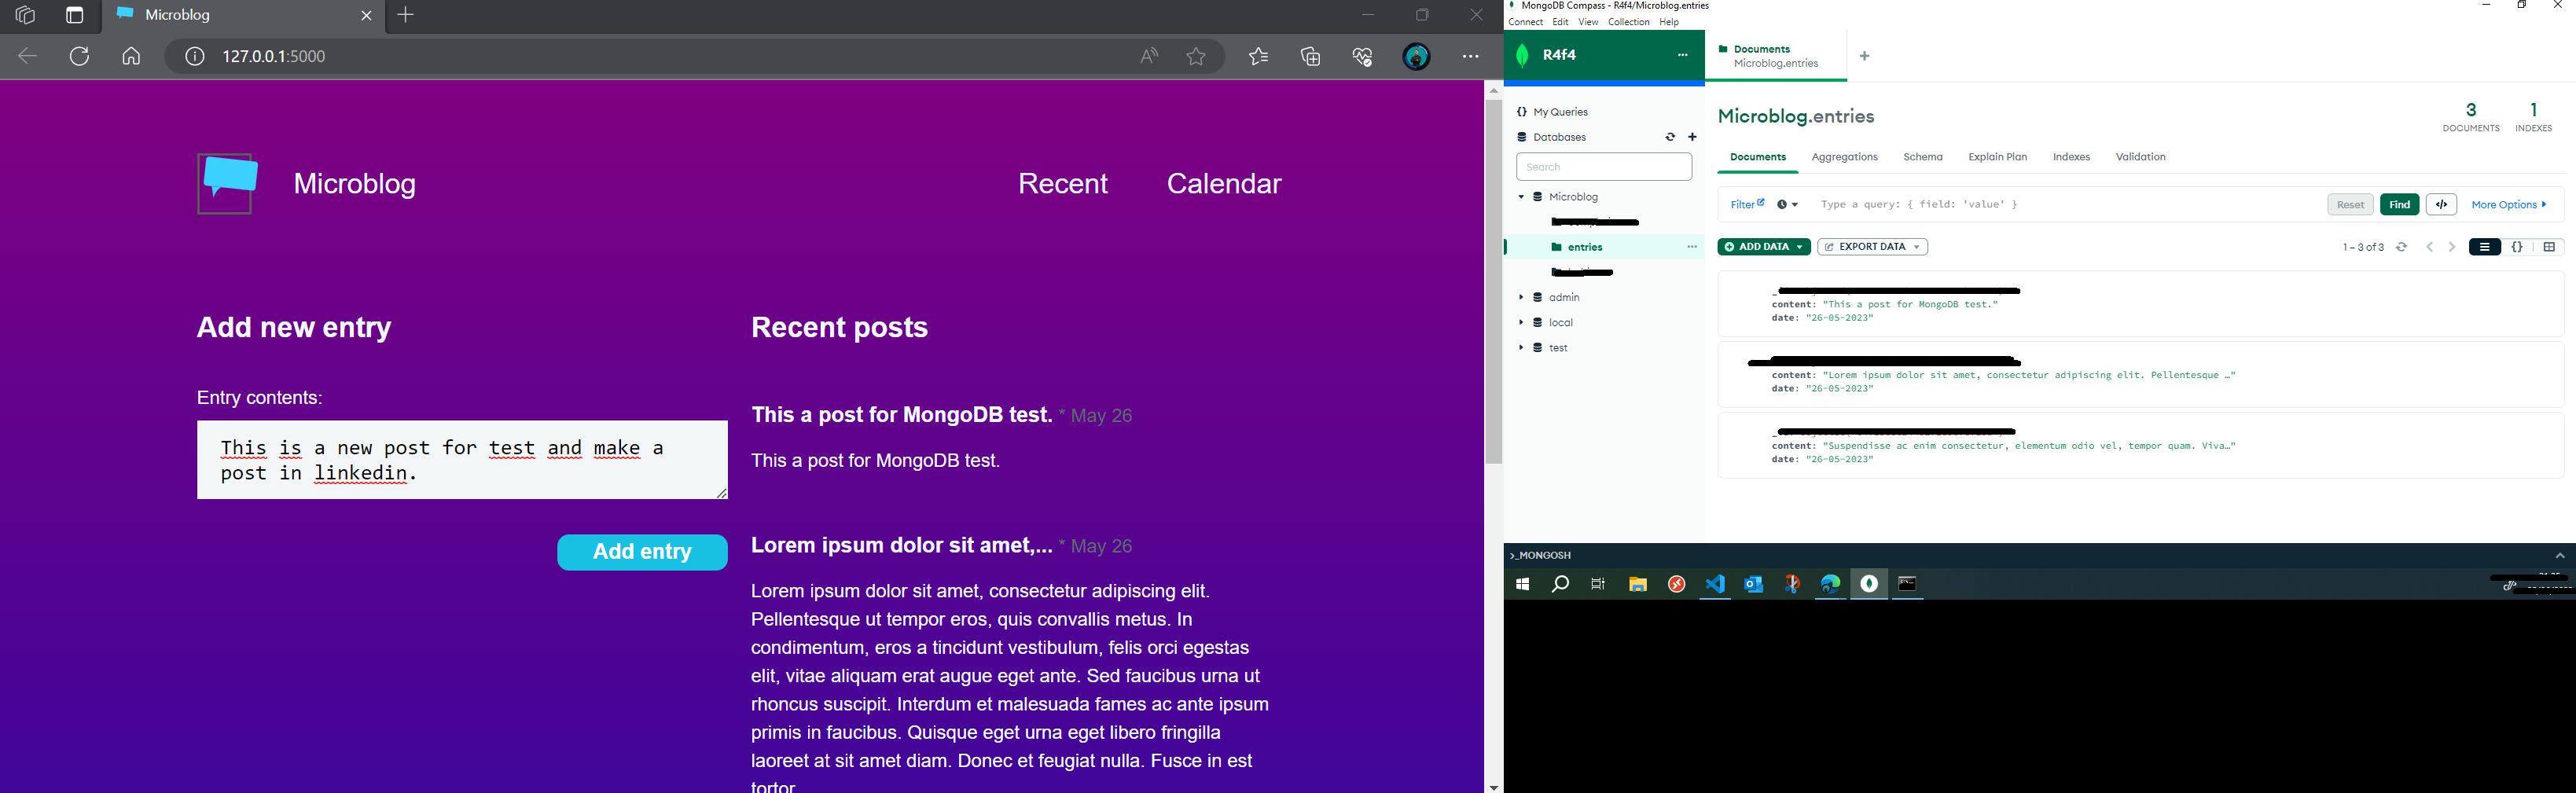 Microblog
127.0.0.1:5000
Microblog
Recent
Calendar
Add new entry
Entry contents:
This is a new post for test and make a
post in linkedin.
Add entry
Recent posts
This a post for MongoDB test. * May 26
This a post for MongoDB test.
Lorem ipsum dolor sit amet,... * May 26
Lorem ipsum dolor sit amet, consectetur adipiscing elit.
Pellentesque ut tempor eros, quis convallis metus. In
condimentum, eros a tincidunt vestibulum, felis orci egestas
elit, vitae aliquam erat augue eget ante. Sed faucibus urna ut
rhoncus suscipit. Interdum et malesuada fames ac ante ipsum
primis in faucibus. Quisque eget urna eget libero fringilla
laoreet at sit amet diam. Donec et feugiat nulla. Fusce in est
tortor
MongoDB Compass - R4f4/Microblog.entries
Connect Edit View Collection Help
R4f4
Documents
Microblog.entries
My Queries
Databases
Search
Microblog
entries
admin
local
test
Microblog.entries
3
DOCUMENTS
1
INDEXES
Documents Aggregations Schema Explain Plan Indexes Validation
Filter
Type a query: { field: 'value' }
Reset
Find
</>
More Options
ADD DATA
EXPORT DATA
1 – 3 of 3
{}
content: "This a post for MongoDB test."
date: "26-05-2023"
content: "Lorem ipsum dolor sit amet, consectetur adipiscing elit. Pellentesque …"
date: "26-05-2023"
content: "Suspendisse ac enim consectetur, elementum odio vel, tempor quam. Viva…"
date: "26-05-2023"
>_MONGOSH